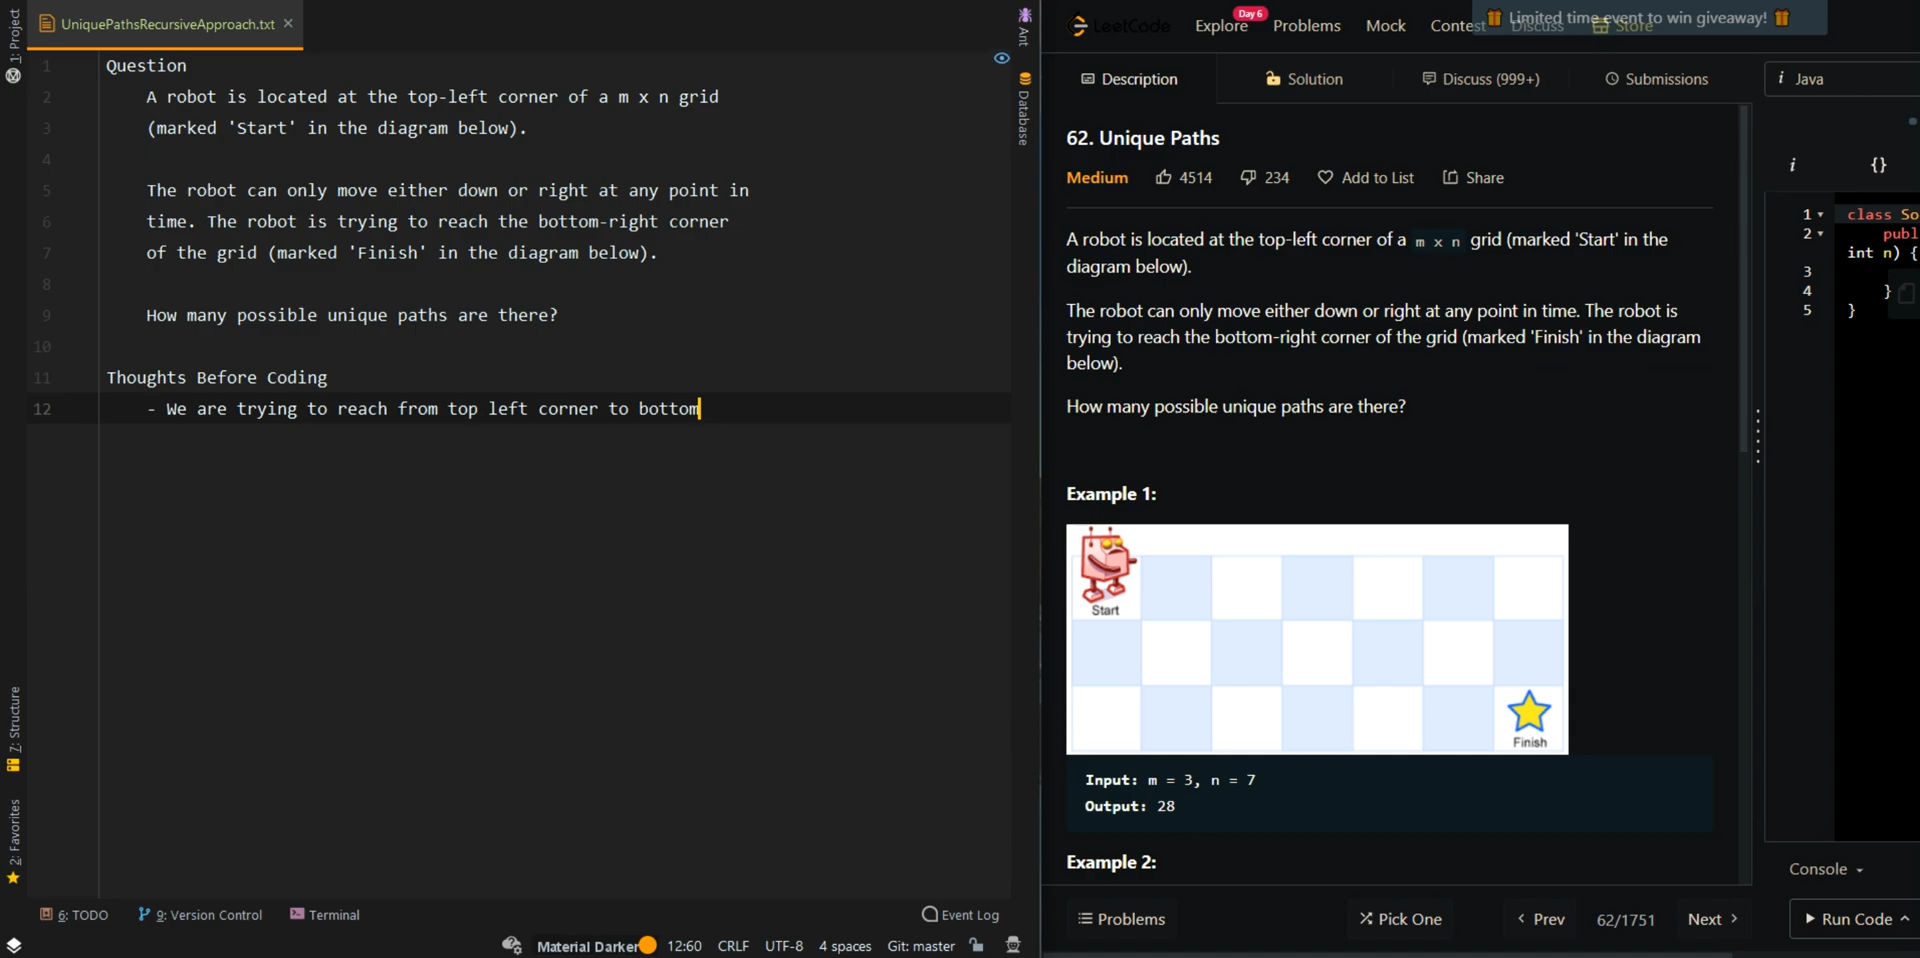 1: Project
UniquePathsRecursiveApproach.txt ×
1 Question
2 A robot is located at the top-left corner of a m x n grid
3 (marked 'Start' in the diagram below).
4
5 The robot can only move either down or right at any point in
6 time. The robot is trying to reach the bottom-right corner
7 of the grid (marked 'Finish' in the diagram below).
8
9 How many possible unique paths are there?
10
11 Thoughts Before Coding
12 - We are trying to reach from top left corner to bottom
7: Structure
2: Favorites
Ant
Database
6: TODO
9: Version Control
Terminal
Event Log
Material Darker 12:60 CRLF UTF-8 4 spaces Git: master
LeetCode
Explore
Day 6
Problems
Mock
Contest
Discuss
Store
Limited time event to win giveaway!
Description
Solution
Discuss (999+)
Submissions
i Java
62. Unique Paths
Medium 4514 234 Add to List Share
A robot is located at the top-left corner of a m x n grid (marked 'Start' in the
diagram below).
The robot can only move either down or right at any point in time. The robot is
trying to reach the bottom-right corner of the grid (marked 'Finish' in the diagram
below).
How many possible unique paths are there?
Example 1:
Start
Finish
Input: m = 3, n = 7
Output: 28
Example 2:
Problems
Pick One
Prev
62/1751
Next
i {}
1 class So
2 publ
int n) {
3
4 }
5 }
Console
Run Code